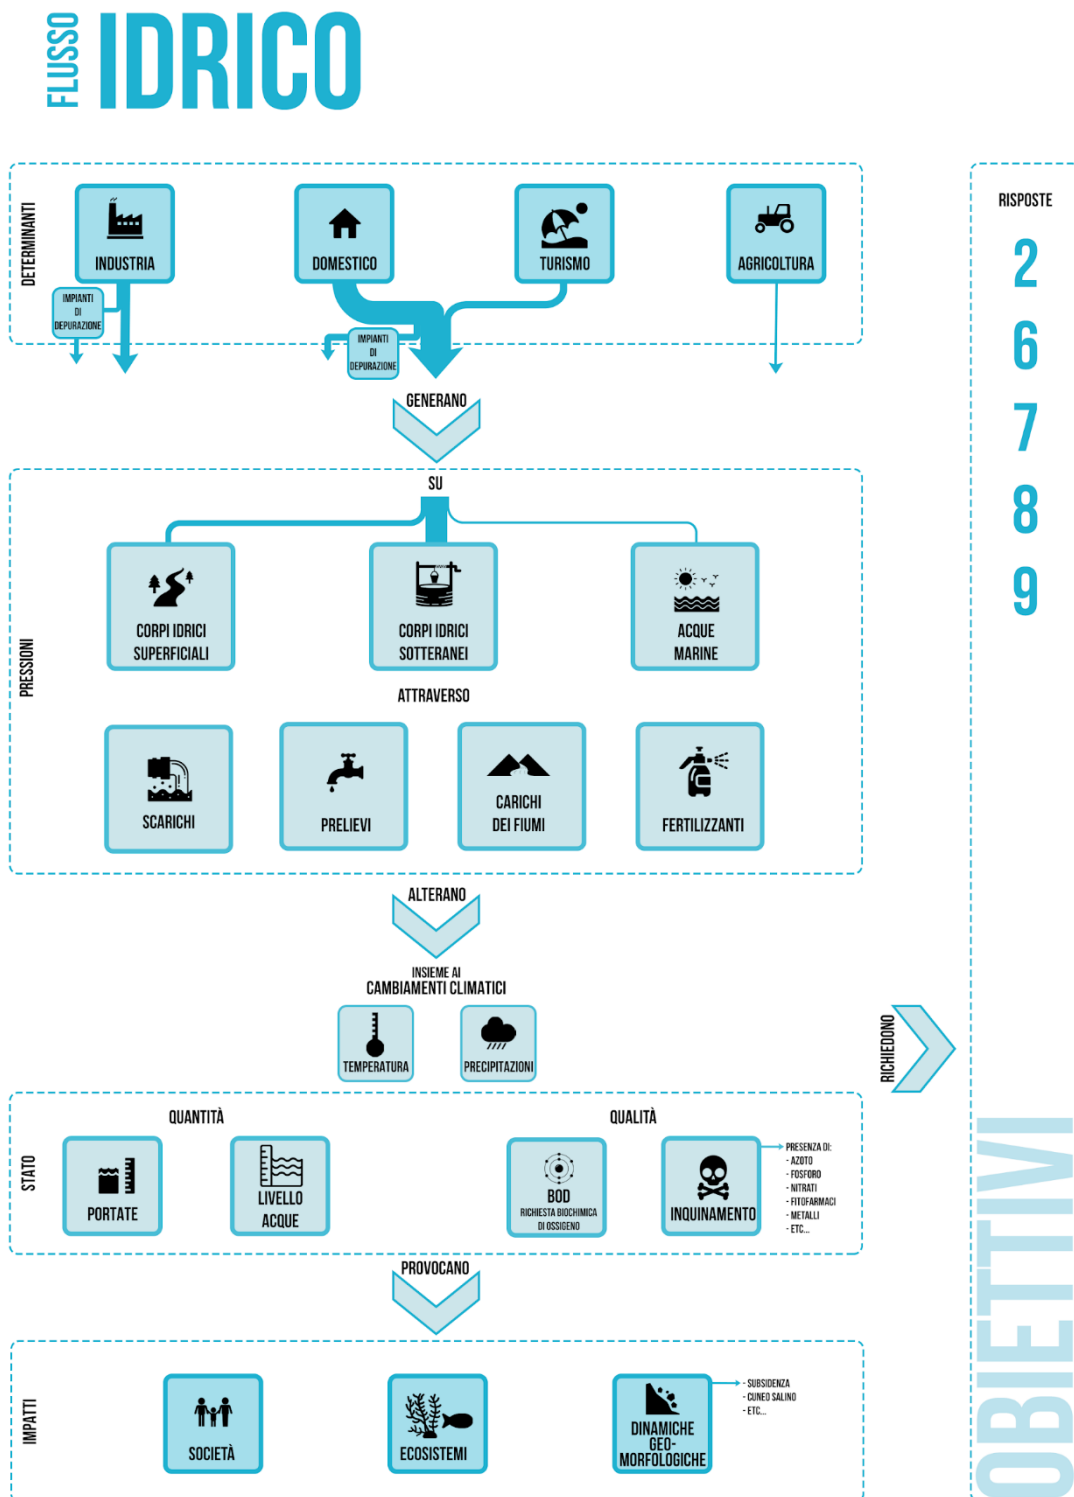 FLUSSO
IDRICO
DETERMINANTI
INDUSTRIA
DOMESTICO
TURISMO
AGRICOLTURA
IMPIANTI
DI
DEPURAZIONE
IMPIANTI
DI
DEPURAZIONE
GENERANO
PRESSIONI
SU
CORPI IDRICI
SUPERFICIALI
CORPI IDRICI
SOTTERANEI
ACQUE
MARINE
ATTRAVERSO
SCARICHI
PRELIEVI
CARICHI
DEI FIUMI
FERTILIZZANTI
ALTERANO
INSIEME AI
CAMBIAMENTI CLIMATICI
TEMPERATURA
PRECIPITAZIONI
STATO
QUANTITÀ
PORTATE
LIVELLO
ACQUE
QUALITÀ
BOD
RICHIESTA BIOCHIMICA
DI OSSIGENO
INQUINAMENTO
PRESENZA DI:
- AZOTO
- FOSFORO
- NITRATI
- FITOFARMACI
- METALLI
- ETC...
PROVOCANO
IMPATTI
SOCIETÀ
ECOSISTEMI
DINAMICHE
GEO-
MORFOLOGICHE
- SUBSIDENZA
- CUNEO SALINO
- ETC...
RICHIEDONO
RISPOSTE
2
6
7
8
9
OBIETTIVI